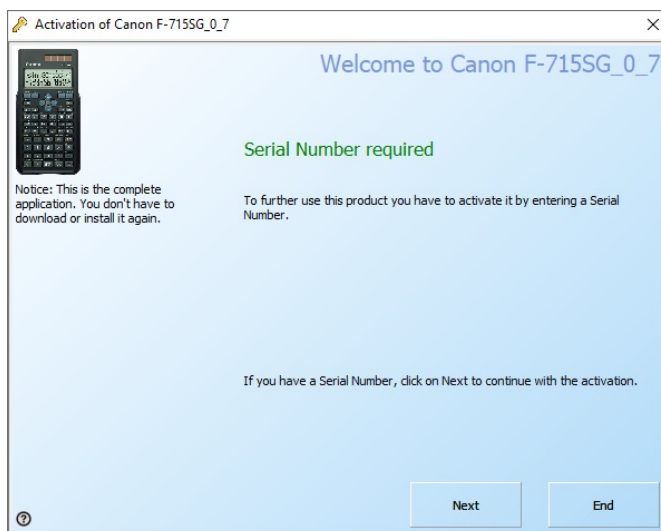 Activation of Canon F-715SG_0_7
Welcome to Canon F-715SG_0_7
Canon
Serial Number required
Notice: This is the complete
application. You don't have to
download or install it again.
To further use this product you have to activate it by entering a Serial
Number.
If you have a Serial Number, click on Next to continue with the activation.
Next
End
?